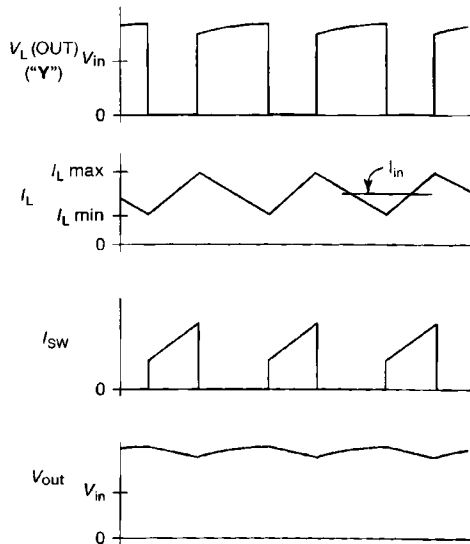 V_L (OUT)
("Y")
V_in
0
I_L
I_L max
I_L min
0
I_in
I_SW
0
V_out
V_in
0